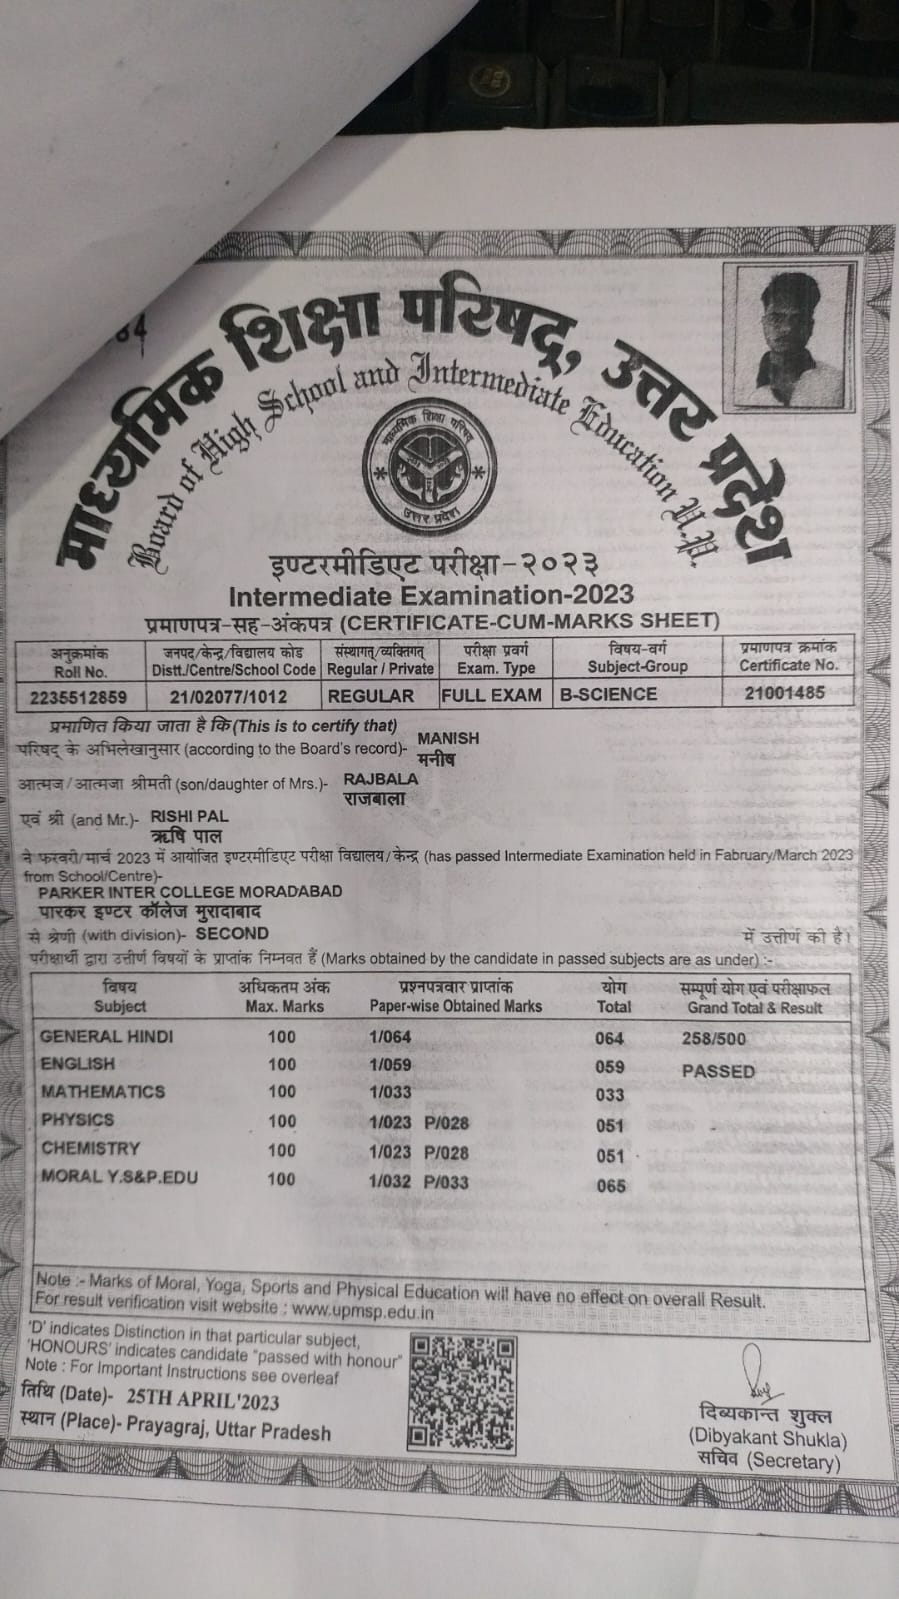 84
माध्यमिक शिक्षा परिषद्, उत्तर प्रदेश
Board of High School and Intermediate Education U.P.
माध्यमिक शिक्षा परिषद
उत्तर प्रदेश
इण्टरमीडिएट परीक्षा-२०२३
Intermediate Examination-2023
प्रमाणपत्र-सह-अंकपत्र (CERTIFICATE-CUM-MARKS SHEET)
अनुक्रमांक जनपद/केन्द्र/विद्यालय कोड संस्थागत्/व्यक्तिगत् परीक्षा प्रवर्ग विषय-वर्ग प्रमाणपत्र क्रमांक
Roll No. Distt./Centre/School Code Regular / Private Exam. Type Subject-Group Certificate No.
2235512859 21/02077/1012 REGULAR FULL EXAM B-SCIENCE 21001485
प्रमाणित किया जाता है कि (This is to certify that)
परिषद् के अभिलेखानुसार (according to the Board's record)- MANISH
मनीष
आत्मज/आत्मजा श्रीमती (son/daughter of Mrs.)- RAJBALA
राजबाला
एवं श्री (and Mr.)- RISHI PAL
ऋषि पाल
ने फरवरी/मार्च 2023 में आयोजित इण्टरमीडिएट परीक्षा विद्यालय/केन्द्र (has passed Intermediate Examination held in Fabruary/March 2023
from School/Centre)-
PARKER INTER COLLEGE MORADABAD
पारकर इण्टर कॉलेज मुरादाबाद
से श्रेणी (with division)- SECOND में उत्तीर्ण की है।
परीक्षार्थी द्वारा उत्तीर्ण विषयों के प्राप्तांक निम्नवत हैं (Marks obtained by the candidate in passed subjects are as under) :-
विषय अधिकतम अंक प्रश्नपत्रवार प्राप्तांक योग सम्पूर्ण योग एवं परीक्षाफल
Subject Max. Marks Paper-wise Obtained Marks Total Grand Total & Result
GENERAL HINDI 100 1/064 064 258/500
ENGLISH 100 1/059 059 PASSED
MATHEMATICS 100 1/033 033
PHYSICS 100 1/023 P/028 051
CHEMISTRY 100 1/023 P/028 051
MORAL Y.S&P.EDU 100 1/032 P/033 065
Note :- Marks of Moral, Yoga, Sports and Physical Education will have no effect on overall Result.
For result verification visit website : www.upmsp.edu.in
'D' indicates Distinction in that particular subject,
'HONOURS' indicates candidate "passed with honour"
Note : For Important Instructions see overleaf
तिथि (Date)- 25TH APRIL'2023
स्थान (Place)- Prayagraj, Uttar Pradesh
दिब्यकान्त शुक्ल
(Dibyakant Shukla)
सचिव (Secretary)